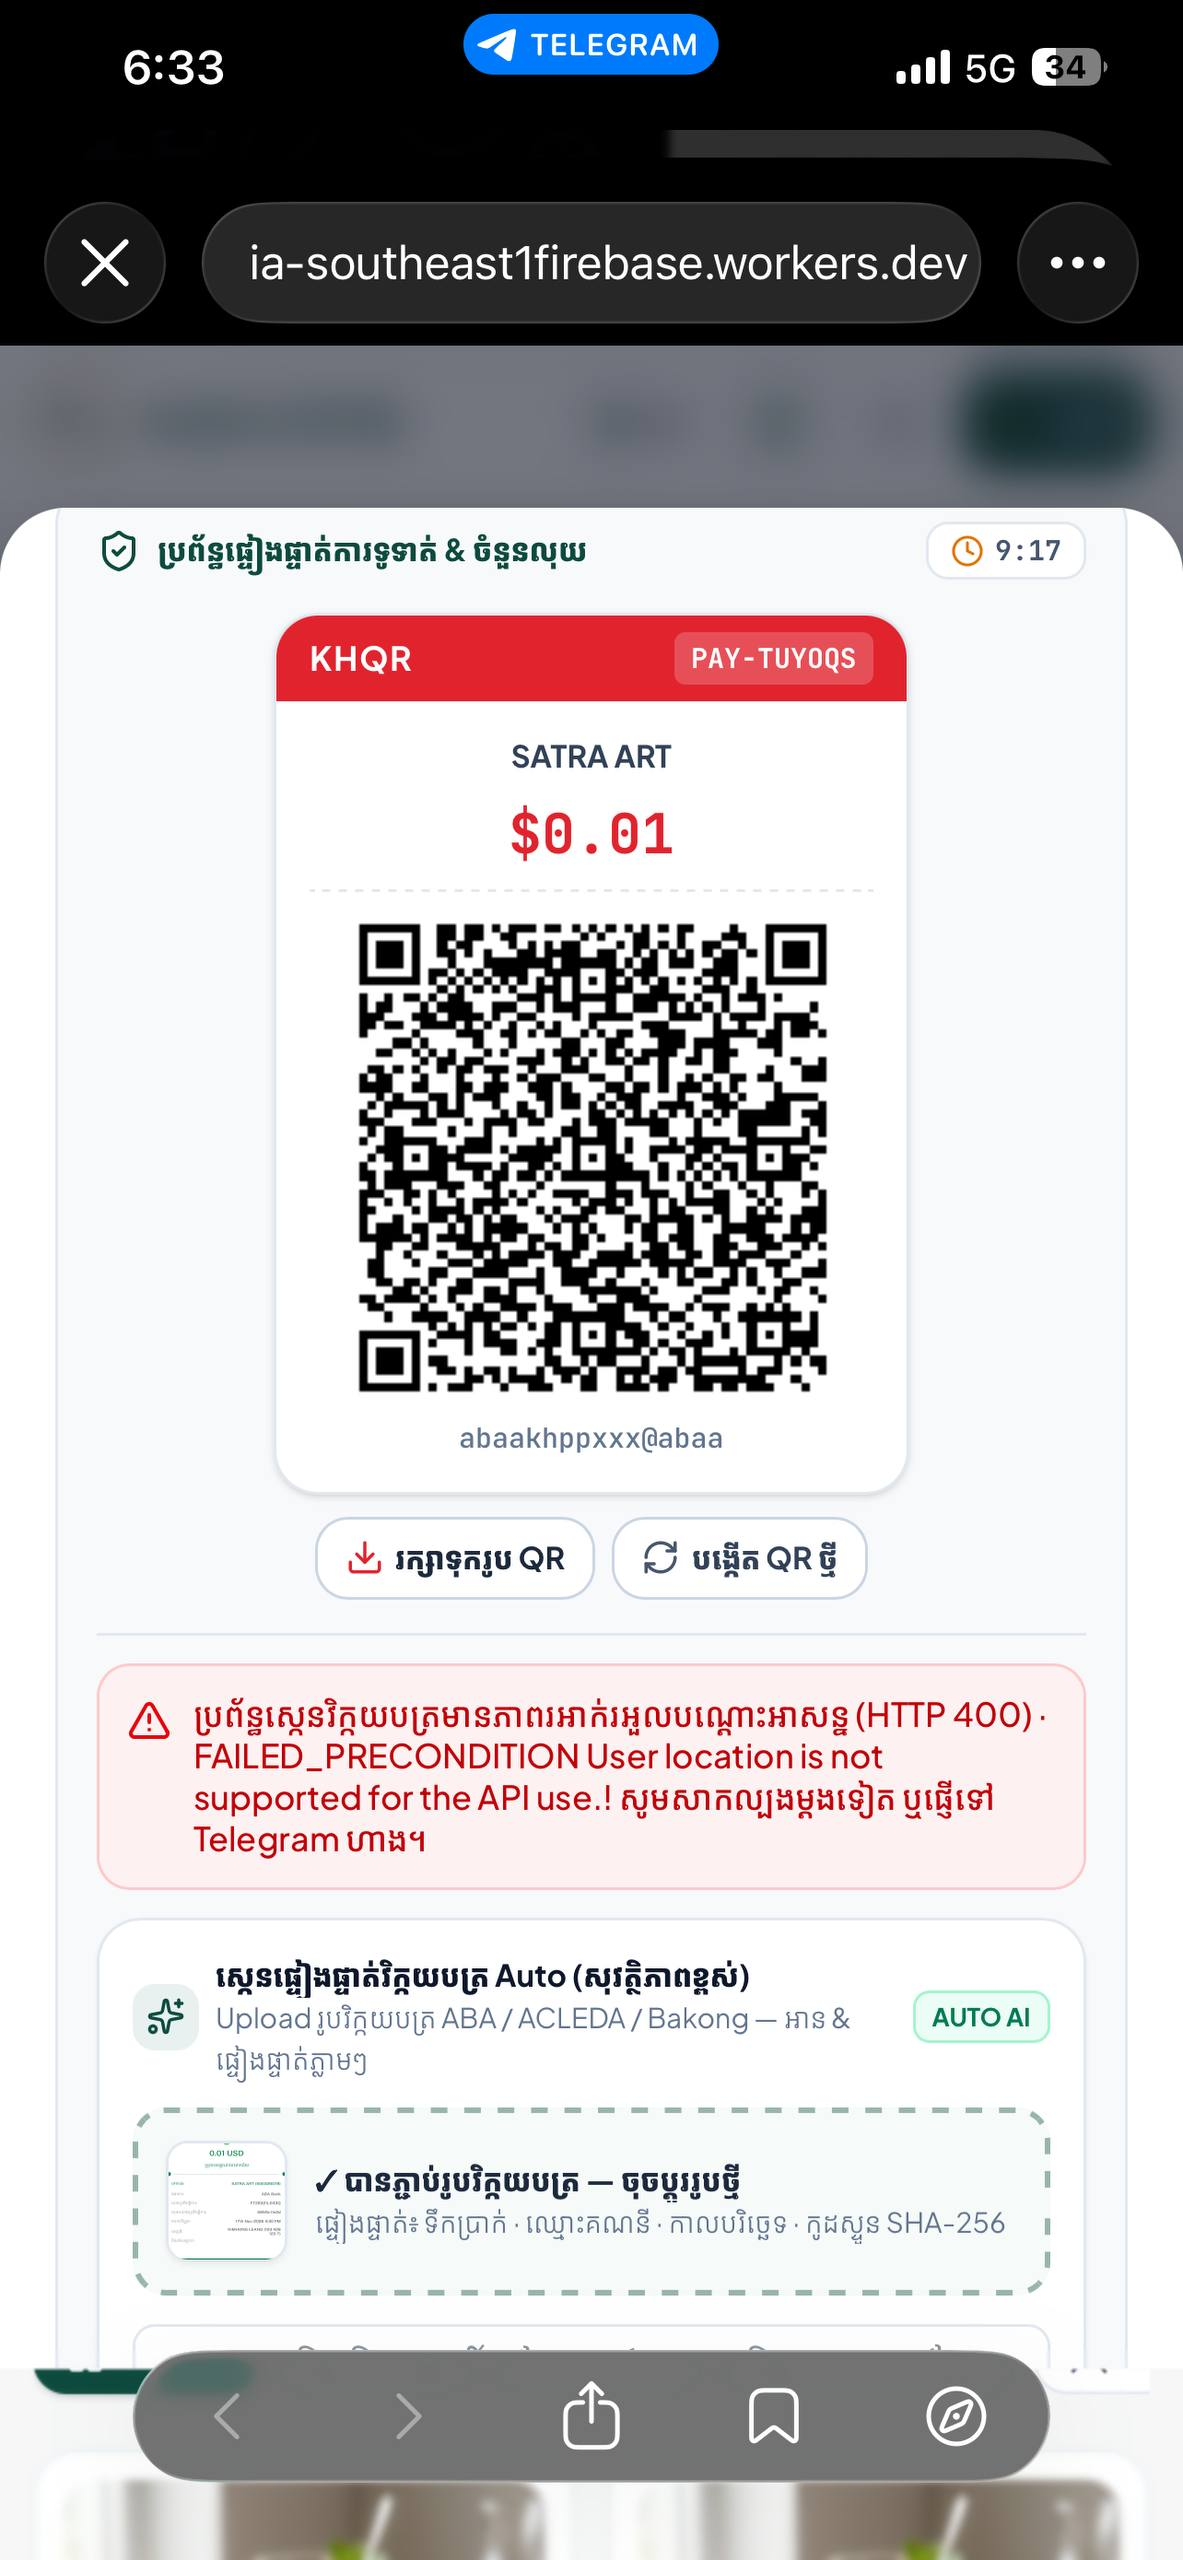 6:33
TELEGRAM
5G
34
ia-southeast1firebase.workers.dev
ប្រព័ន្ធផ្ទៀងផ្ទាត់ការទូទាត់ & ចំនួនលុយ
9:17
KHQR
PAY-TUYOQS
SATRA ART
$0.01
abaakhppxxx@abaa
រក្សាទុករូប QR
បង្កើត QR ថ្មី
ប្រព័ន្ធស្កេនវិក្កយបត្រមានភាពរអាក់រអួលបណ្តោះអាសន្ន (HTTP 400) ·
FAILED_PRECONDITION User location is not
supported for the API use.! សូមសាកល្បងម្តងទៀត ឬផ្ញើទៅ
Telegram ហាង។
ស្កេនផ្ទៀងផ្ទាត់វិក្កយបត្រ Auto (សុវត្ថិភាពខ្ពស់)
Upload រូបវិក្កយបត្រ ABA / ACLEDA / Bakong — អាន &
ផ្ទៀងផ្ទាត់ភ្លាមៗ
AUTO AI
0.01 USD
✓ បានភ្ជាប់រូបវិក្កយបត្រ — ចុចប្តូររូបថ្មី
ផ្ទៀងផ្ទាត់៖ ទឹកប្រាក់ · ឈ្មោះគណនី · កាលបរិច្ឆេទ · កូដស្ទួន SHA-256